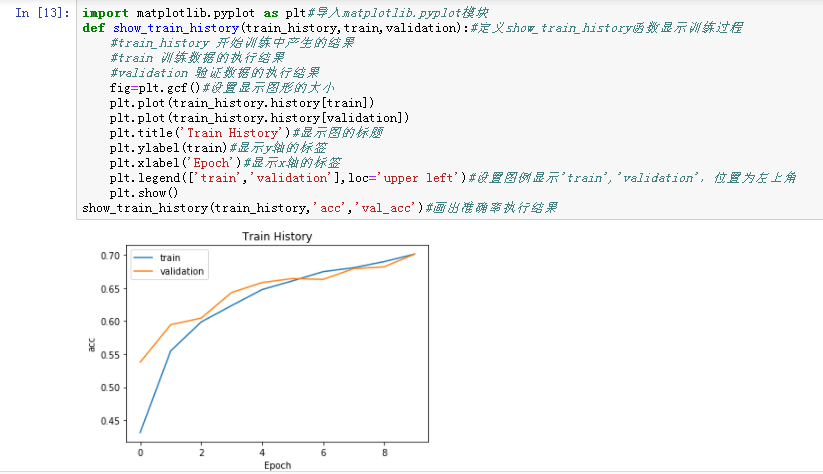 In [13]: import matplotlib.pyplot as plt#导入matplotlib.pyplot模块
def show_train_history(train_history,train,validation):#定义show_train_history函数显示训练过程
#train_history 开始训练中产生的结果
#train 训练数据的执行结果
#validation 验证数据的执行结果
fig=plt.gcf()#设置显示图形的大小
plt.plot(train_history.history[train])
plt.plot(train_history.history[validation])
plt.title('Train History')#显示图的标题
plt.ylabel(train)#显示y轴的标签
plt.xlabel('Epoch')#显示x轴的标签
plt.legend(['train','validation'],loc='upper left')#设置图例显示'train','validation', 位置为左上角
plt.show()
show_train_history(train_history,'acc','val_acc')#画出准确率执行结果
Train History
train
validation
0.70
0.65
0.60
0.55
0.50
0.45
acc
0 2 4 6 8
Epoch